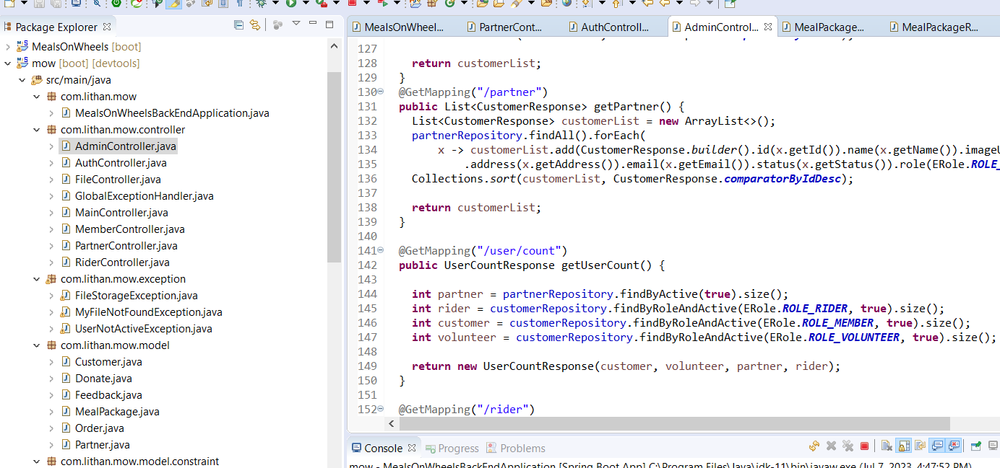 Package Explorer
MealsOnWheels [boot]
mow [boot] [devtools]
src/main/java
com.lithan.mow
MealsOnWheelsBackEndApplication.java
com.lithan.mow.controller
AdminController.java
AuthController.java
FileController.java
GlobalExceptionHandler.java
MainController.java
MemberController.java
PartnerController.java
RiderController.java
com.lithan.mow.exception
FileStorageException.java
MyFileNotFoundException.java
UserNotActiveException.java
com.lithan.mow.model
Customer.java
Donate.java
Feedback.java
MealPackage.java
Order.java
Partner.java
com.lithan.mow.model.constraint
MealsOnWheel... PartnerCont... AuthControll... AdminControl... MealPackage... MealPackageR...
127
128 return customerList;
129 }
130 @GetMapping("/partner")
131 public List<CustomerResponse> getPartner() {
132 List<CustomerResponse> customerList = new ArrayList<>();
133 partnerRepository.findAll().forEach(
134 x -> customerList.add(CustomerResponse.builder().id(x.getId()).name(x.getName()).imageU
135 .address(x.getAddress()).email(x.getEmail()).status(x.getStatus()).role(ERole.ROLE_
136 Collections.sort(customerList, CustomerResponse.comparatorByIdDesc);
137
138 return customerList;
139 }
140
141 @GetMapping("/user/count")
142 public UserCountResponse getUserCount() {
143
144 int partner = partnerRepository.findByActive(true).size();
145 int rider = customerRepository.findByRoleAndActive(ERole.ROLE_RIDER, true).size();
146 int customer = customerRepository.findByRoleAndActive(ERole.ROLE_MEMBER, true).size();
147 int volunteer = customerRepository.findByRoleAndActive(ERole.ROLE_VOLUNTEER, true).size();
148
149 return new UserCountResponse(customer, volunteer, partner, rider);
150 }
151
152 @GetMapping("/rider")
Console Progress Problems
mow - MealsOnWheelsBackEndApplication [Spring Boot App] C:\Program Files\Java\jdk-11\bin\javaw.exe (Jul 7, 2023, 4:47:52 PM)